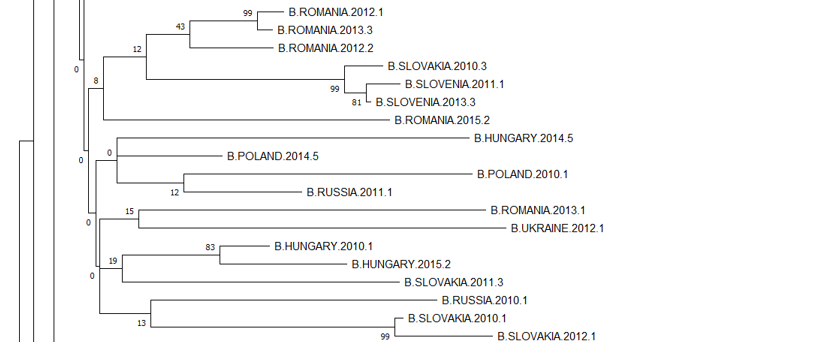 99 B.ROMANIA.2012.1
43 B.ROMANIA.2013.3
12 B.ROMANIA.2012.2
0 B.SLOVAKIA.2010.3
8 99 B.SLOVENIA.2011.1
81 B.SLOVENIA.2013.3
B.ROMANIA.2015.2
B.HUNGARY.2014.5
0 0 B.POLAND.2014.5
B.POLAND.2010.1
12 B.RUSSIA.2011.1
15 B.ROMANIA.2013.1
0 B.UKRAINE.2012.1
83 B.HUNGARY.2010.1
19 B.HUNGARY.2015.2
0 B.SLOVAKIA.2011.3
B.RUSSIA.2010.1
13 B.SLOVAKIA.2010.1
99 B.SLOVAKIA.2012.1